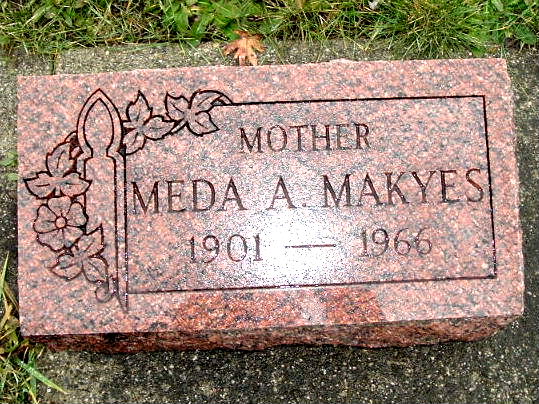 MOTHER
MEDA A. MAKYES
1901 — 1966